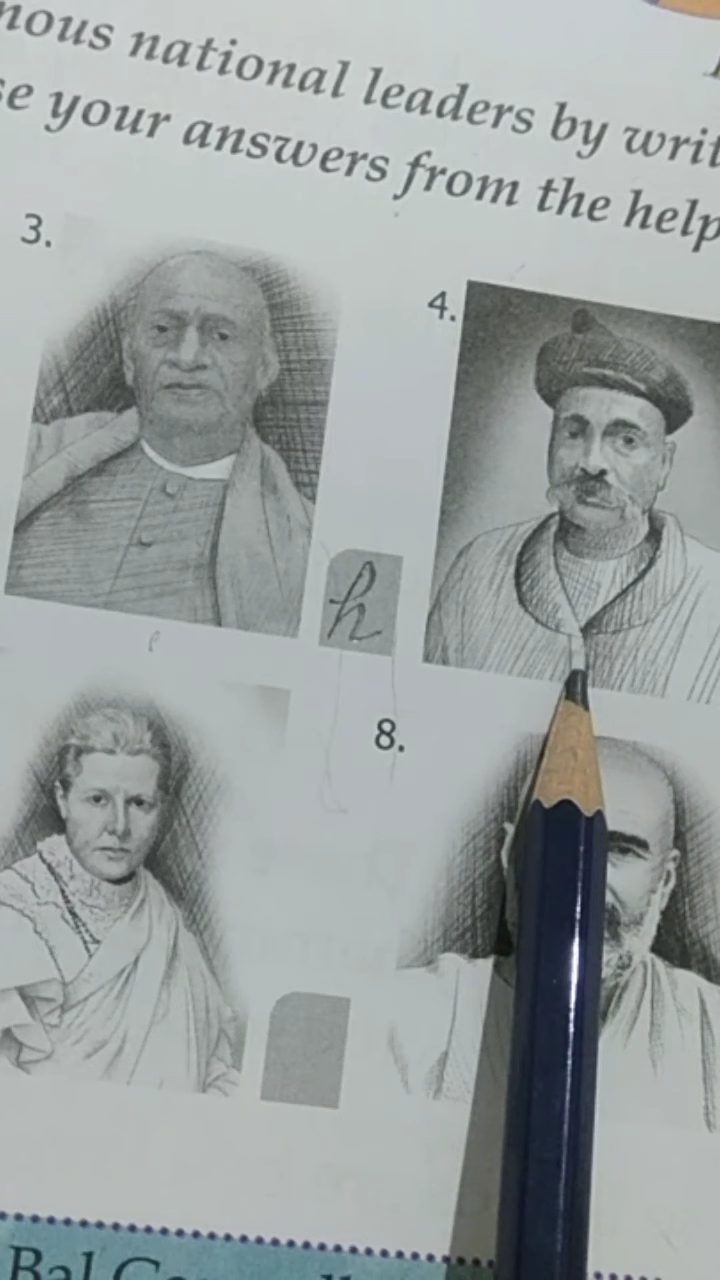 nous national leaders by writ
se your answers from the help
3.
4.
h
8.
Bal